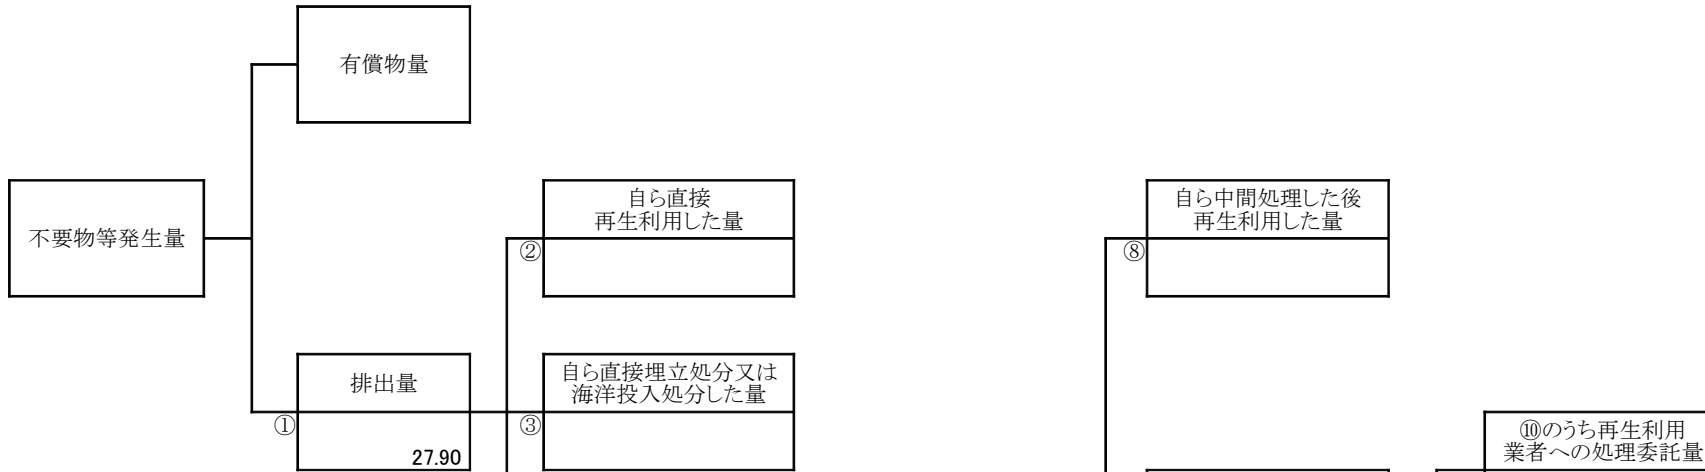 有償物量
不要物等発生量
自ら直接
再生利用した量
②
自ら中間処理した後
再生利用した量
⑧
排出量
①
27.90
自ら直接埋立処分又は
海洋投入処分した量
③
⑩のうち再生利用
業者への処理委託量